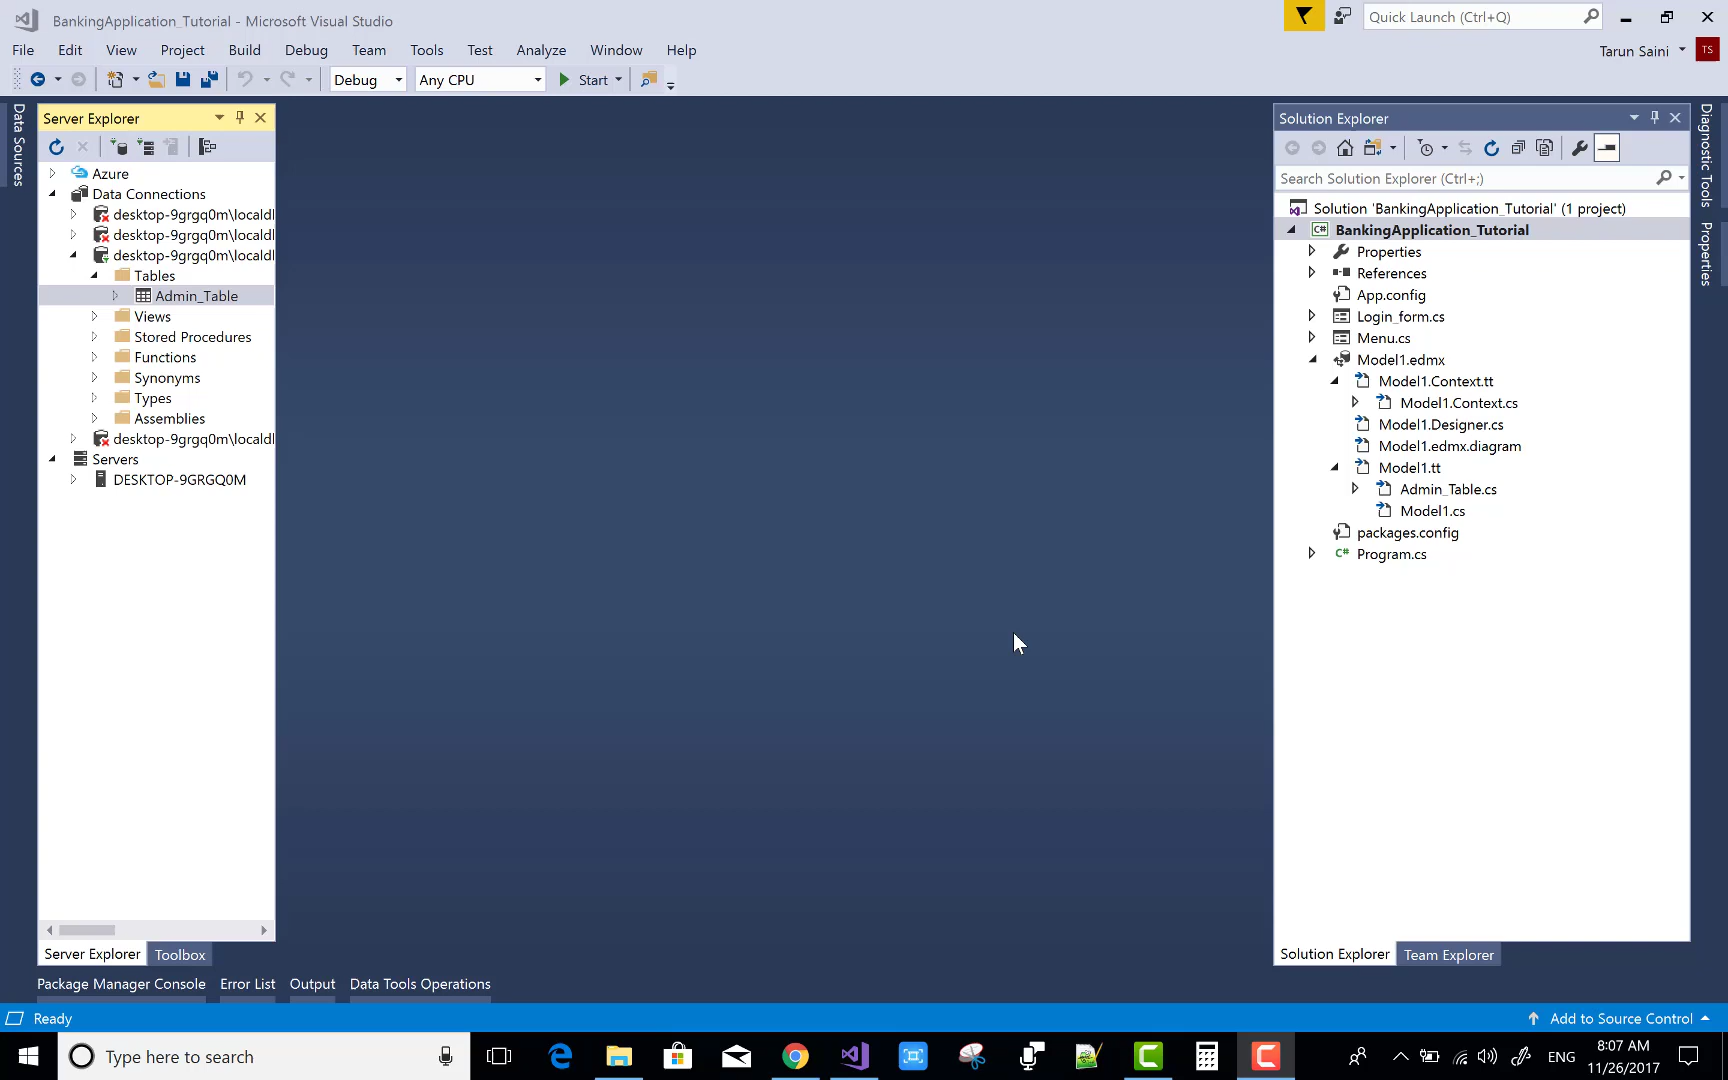 BankingApplication_Tutorial - Microsoft Visual Studio
Quick Launch (Ctrl+Q)
File Edit View Project Build Debug Team Tools Test Analyze Window Help
Tarun Saini TS
Debug Any CPU Start
Data Sources
Server Explorer
Azure
Data Connections
desktop-9grgq0m\localdl
desktop-9grgq0m\localdl
desktop-9grgq0m\localdl
Tables
Admin_Table
Views
Stored Procedures
Functions
Synonyms
Types
Assemblies
desktop-9grgq0m\localdl
Servers
DESKTOP-9GRGQ0M
Server Explorer Toolbox
Solution Explorer
Search Solution Explorer (Ctrl+;)
Solution 'BankingApplication_Tutorial' (1 project)
BankingApplication_Tutorial
Properties
References
App.config
Login_form.cs
Menu.cs
Model1.edmx
Model1.Context.tt
Model1.Context.cs
Model1.Designer.cs
Model1.edmx.diagram
Model1.tt
Admin_Table.cs
Model1.cs
packages.config
Program.cs
Solution Explorer Team Explorer
Diagnostic Tools
Properties
Package Manager Console Error List Output Data Tools Operations
Ready
Add to Source Control
Type here to search
ENG
8:07 AM
11/26/2017